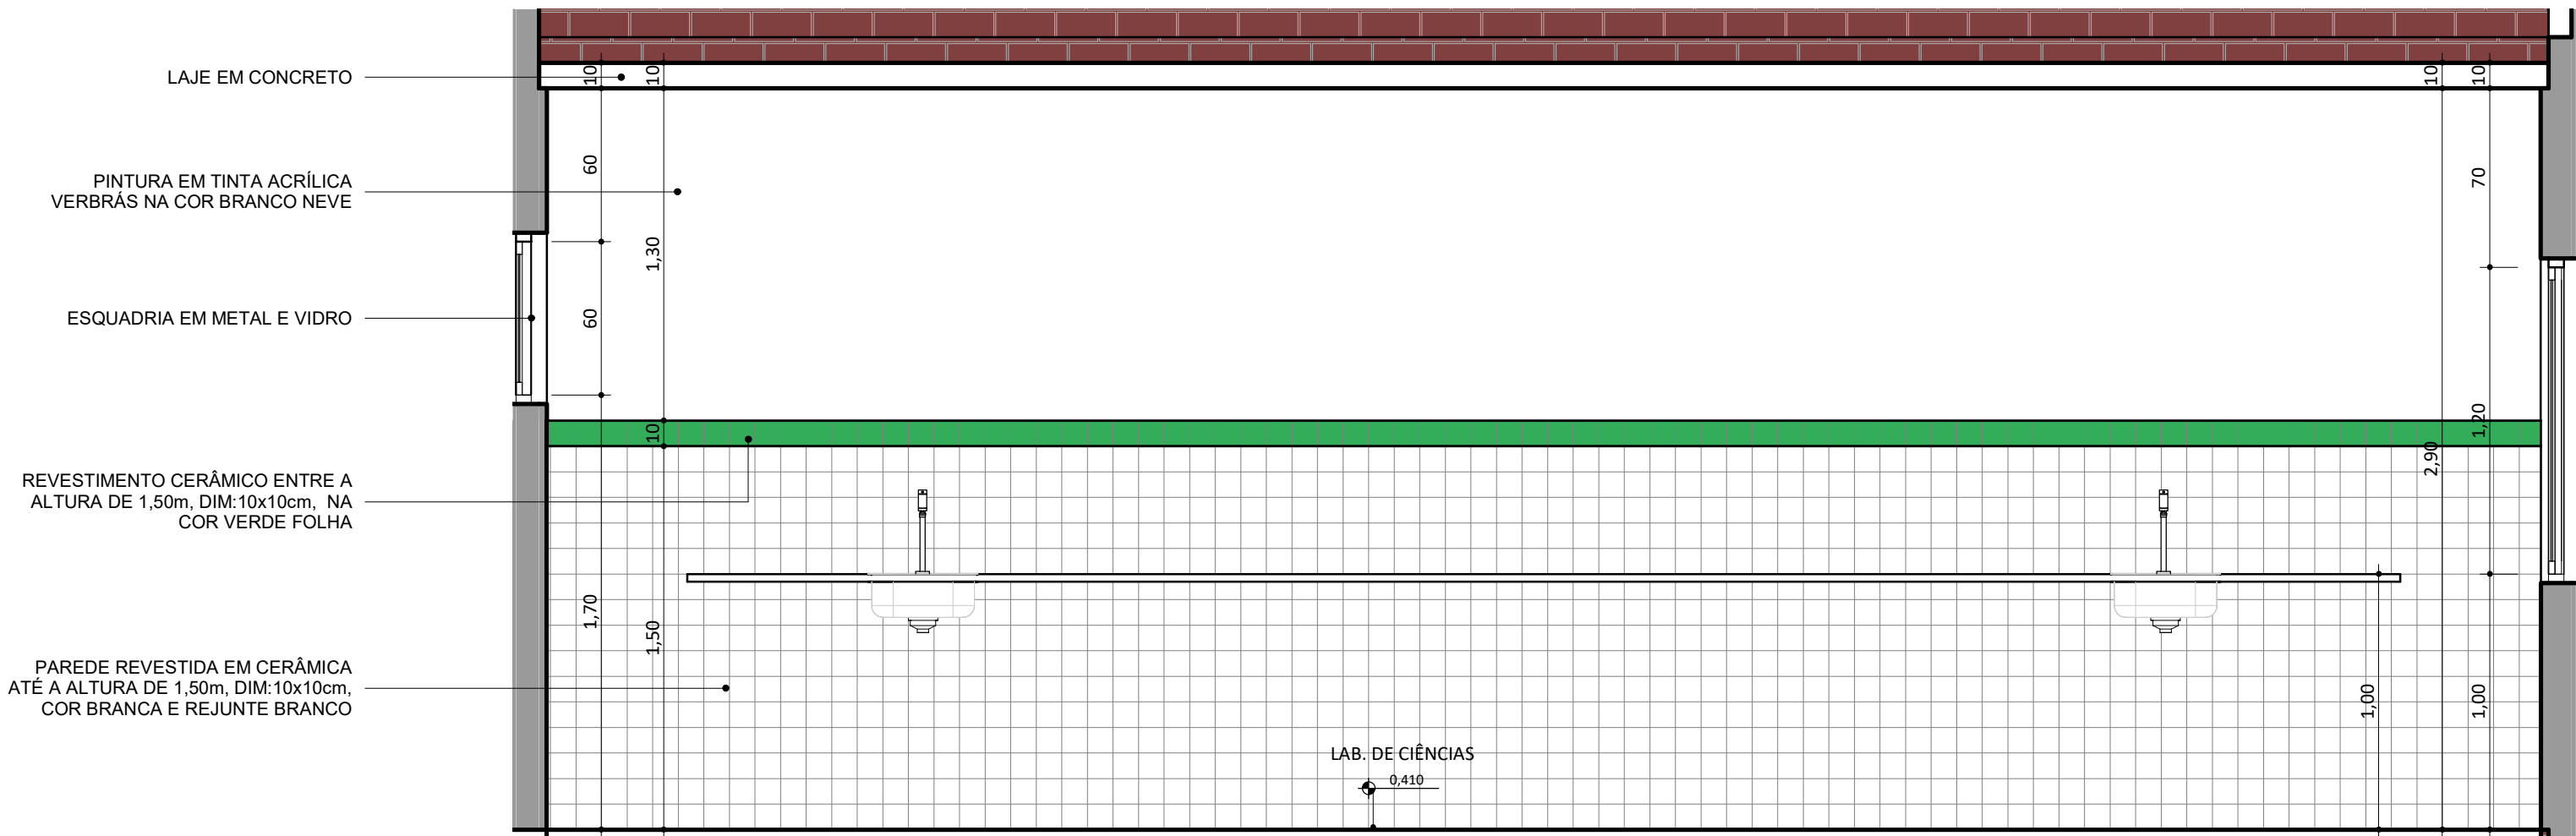 LAJE EM CONCRETO
PINTURA EM TINTA ACRÍLICA
VERBRÁS NA COR BRANCO NEVE
ESQUADRIA EM METAL E VIDRO
REVESTIMENTO CERÂMICO ENTRE A
ALTURA DE 1,50m, DIM:10x10cm, NA
COR VERDE FOLHA
PAREDE REVESTIDA EM CERÂMICA
ATÉ A ALTURA DE 1,50m, DIM:10x10cm,
COR BRANCA E REJUNTE BRANCO
10
60
60
1,70
10
1,30
10
1,50
LAB. DE CIÊNCIAS
0,410
1,00
10
2,90
10
70
1,20
1,00